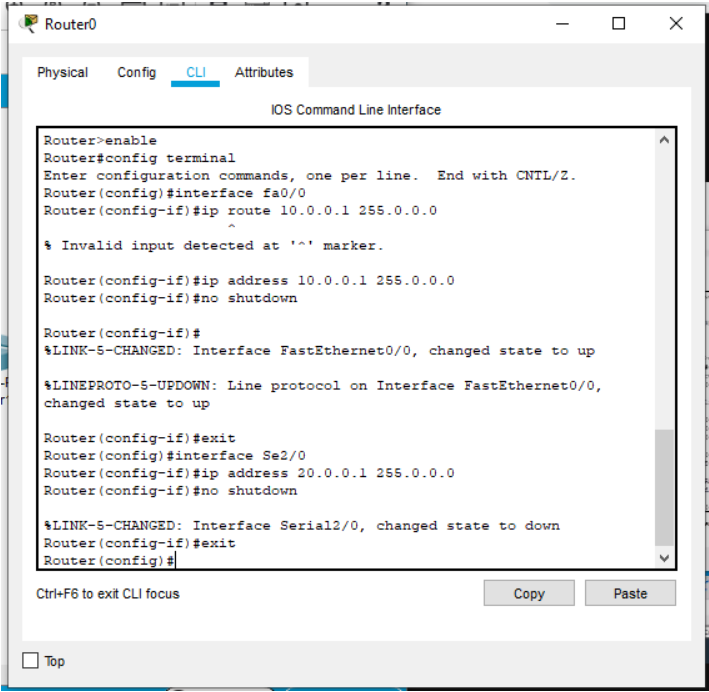 Router0
Physical Config CLI Attributes
IOS Command Line Interface
Router>enable
Router#config terminal
Enter configuration commands, one per line.  End with CNTL/Z.
Router(config)#interface fa0/0
Router(config-if)#ip route 10.0.0.1 255.0.0.0
                      ^
% Invalid input detected at '^' marker.
Router(config-if)#ip address 10.0.0.1 255.0.0.0
Router(config-if)#no shutdown
Router(config-if)#
%LINK-5-CHANGED: Interface FastEthernet0/0, changed state to up
%LINEPROTO-5-UPDOWN: Line protocol on Interface FastEthernet0/0,
changed state to up
Router(config-if)#exit
Router(config)#interface Se2/0
Router(config-if)#ip address 20.0.0.1 255.0.0.0
Router(config-if)#no shutdown
%LINK-5-CHANGED: Interface Serial2/0, changed state to down
Router(config-if)#exit
Router(config)#
Ctrl+F6 to exit CLI focus
Copy Paste
Top